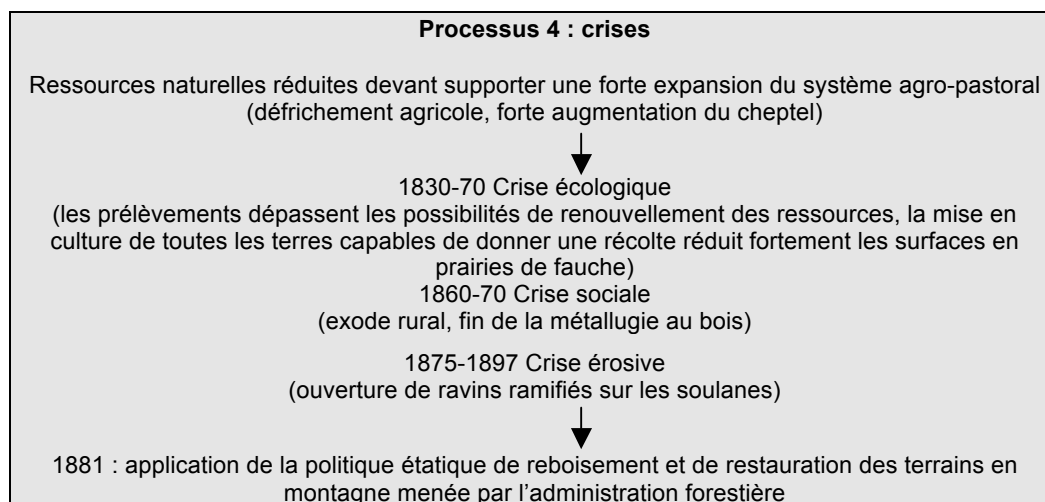 Processus 4 : crises
Ressources naturelles réduites devant supporter une forte expansion du système agro-pastoral
(défrichement agricole, forte augmentation du cheptel)
1830-70 Crise écologique
(les prélèvements dépassent les possibilités de renouvellement des ressources, la mise en
culture de toutes les terres capables de donner une récolte réduit fortement les surfaces en
prairies de fauche)
1860-70 Crise sociale
(exode rural, fin de la métallugie au bois)
1875-1897 Crise érosive
(ouverture de ravins ramifiés sur les soulanes)
1881 : application de la politique étatique de reboisement et de restauration des terrains en
montagne menée par l’administration forestière